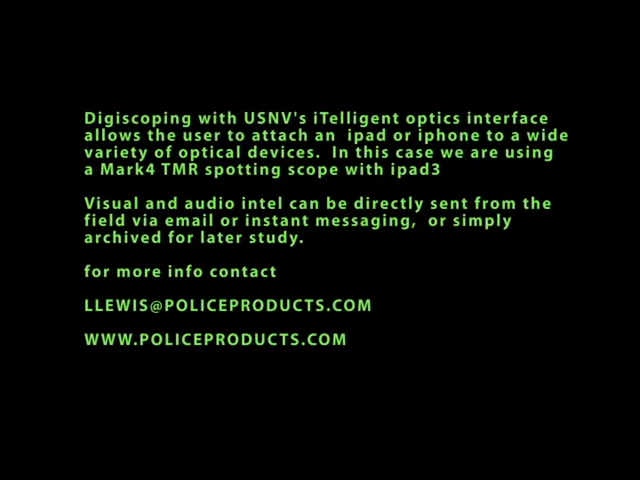 Digiscoping with USNV's iTelligent optics interface
allows the user to attach an  ipad or iphone to a wide
variety of optical devices.  In this case we are using
a Mark4 TMR spotting scope with ipad3
Visual and audio intel can be directly sent from the
field via email or instant messaging,  or simply
archived for later study.
for more info contact
LLEWIS@POLICEPRODUCTS.COM
WWW.POLICEPRODUCTS.COM